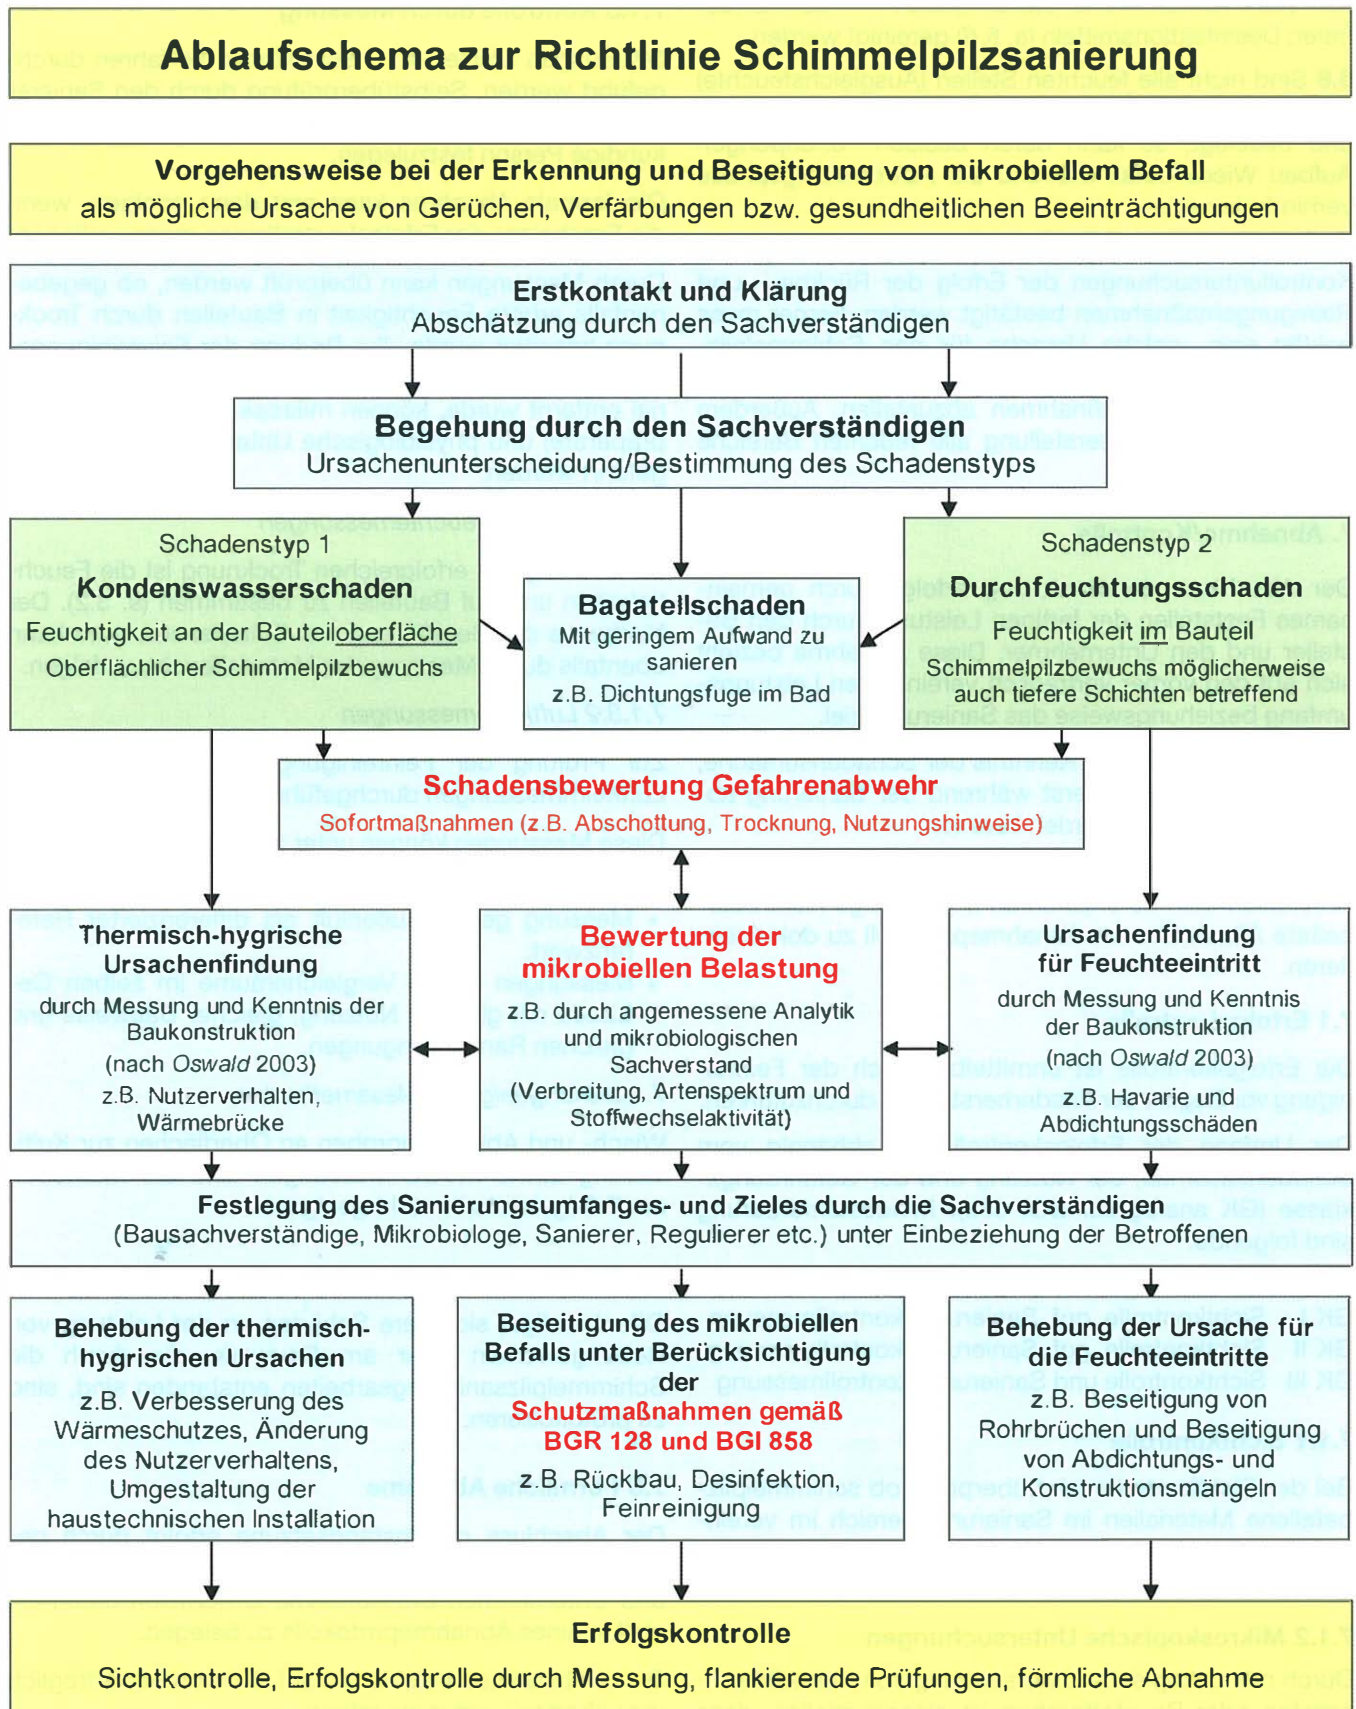 Ablaufschema zur Richtlinie Schimmelpilzsanierung
Vorgehensweise bei der Erkennung und Beseitigung von mikrobiellem Befall
als mögliche Ursache von Gerüchen, Verfärbungen bzw. gesundheitlichen Beeinträchtigungen
Erstkontakt und Klärung
Abschätzung durch den Sachverständigen
Begehung durch den Sachverständigen
Ursachenunterscheidung/Bestimmung des Schadenstyps
Schadenstyp 1
Kondenswasserschaden
Feuchtigkeit an der Bauteiloberfläche
Oberflächlicher Schimmelpilzbewuchs
Bagatellschaden
Mit geringem Aufwand zu
sanieren
z.B. Dichtungsfuge im Bad
Schadenstyp 2
Durchfeuchtungsschaden
Feuchtigkeit im Bauteil
Schimmelpilzbewuchs möglicherweise
auch tiefere Schichten betreffend
Schadensbewertung Gefahrenabwehr
Sofortmaßnahmen (z.B. Abschottung, Trocknung, Nutzungshinweise)
Thermisch-hygrische
Ursachenfindung
durch Messung und Kenntnis der
Baukonstruktion
(nach Oswald 2003)
z.B. Nutzerverhalten,
Wärmebrücke
Bewertung der
mikrobiellen Belastung
z.B. durch angemessene Analytik
und mikrobiologischen
Sachverstand
(Verbreitung, Artenspektrum und
Stoffwechselaktivität)
Ursachenfindung
für Feuchteeintritt
durch Messung und Kenntnis
der Baukonstruktion
(nach Oswald 2003)
z.B. Havarie und
Abdichtungsschäden
Festlegung des Sanierungsumfanges- und Zieles durch die Sachverständigen
(Bausachverständige, Mikrobiologe, Sanierer, Regulierer etc.) unter Einbeziehung der Betroffenen
Behebung der thermisch-
hygrischen Ursachen
z.B. Verbesserung des
Wärmeschutzes, Änderung
des Nutzerverhaltens,
Umgestaltung der
haustechnischen Installation
Beseitigung des mikrobiellen
Befalls unter Berücksichtigung
der
Schutzmaßnahmen gemäß
BGR 128 und BGI 858
z.B. Rückbau, Desinfektion,
Feinreinigung
Behebung der Ursache für
die Feuchteeintritte
z.B. Beseitigung von
Rohrbrüchen und Beseitigung
von Abdichtungs- und
Konstruktionsmängeln
Erfolgskontrolle
Sichtkontrolle, Erfolgskontrolle durch Messung, flankierende Prüfungen, förmliche Abnahme